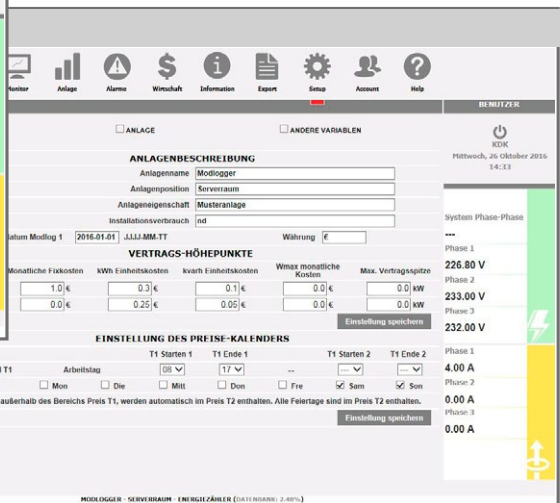 Monitor Anlage Alarme Wirtschaft Information Export Setup Account Help
BENUTZER
KDK
Mittwoch, 26 Oktober 2016
14:33
ANLAGE ANDERE VARIABLEN
ANLAGENBESCHREIBUNG
Anlagenname Modlogger
Anlagenposition Serverraum
Anlageneigenschaft Musteranlage
Installationsverbrauch nd
datum Modlog 1 2016-01-01 JJJJ-MM-TT Währung €
VERTRAGS-HÖHEPUNKTE
Monatliche Fixkosten kWh Einheitskosten kvarh Einheitskosten Wmax monatliche Kosten Max. Vertragsspitze
1.0 € 0.3 € 0.1 € 0.0 € 0.0 kW
0.0 € 0.25 € 0.05 € 0.0 € 0.0 kW
Einstellung speichern
EINSTELLUNG DES PREISE-KALENDERS
T1 Starten 1 T1 Ende 1 T1 Starten 2 T1 Ende 2
T1 Arbeitstag 08 17 -- --- ---
Mon Die Mitt Don Fre Sam Son
außerhalb des Bereichs Preis T1, werden automatisch im Preis T2 enthalten. Alle Feiertage sind im Preis T2 enthalten.
Einstellung speichern
System Phase-Phase
---
Phase 1
226.80 V
Phase 2
233.00 V
Phase 3
232.00 V
Phase 1
4.00 A
Phase 2
0.00 A
Phase 3
0.00 A
MODLOGGER - SERVERRAUM - ENERGIEZÄHLER (DATENBANK: 2.48%)